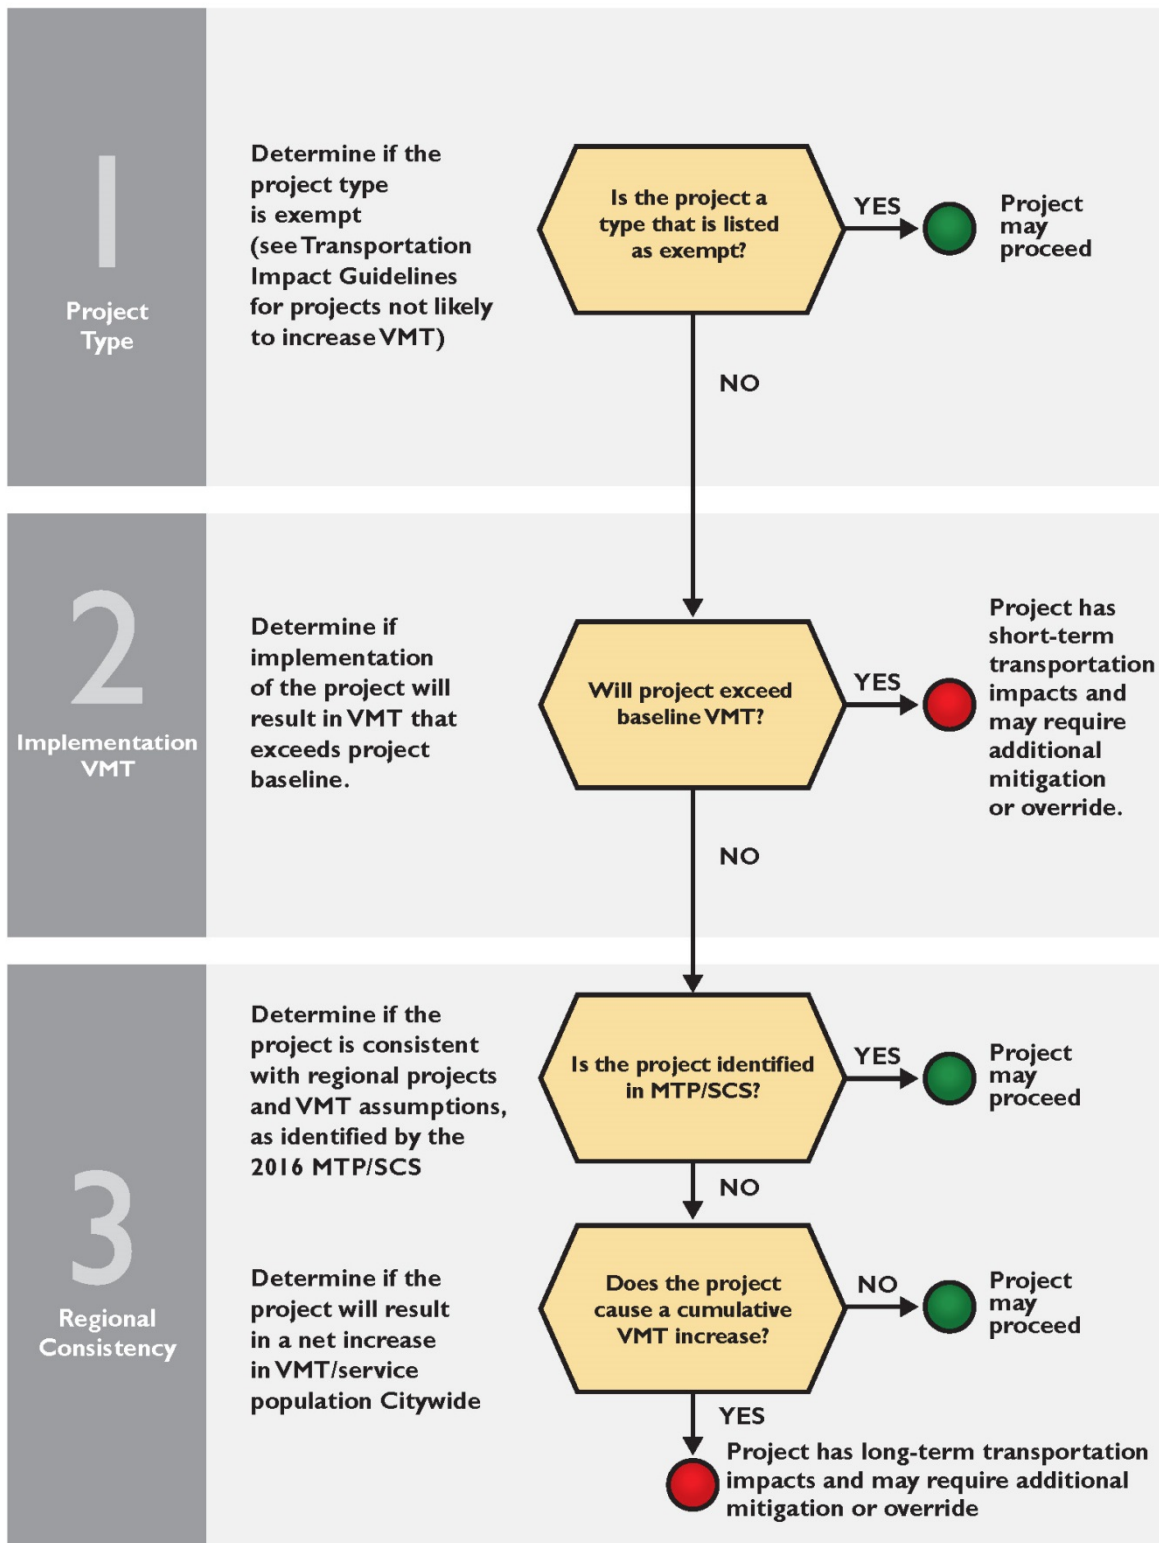 1
Project
Type
Determine if the
project type
is exempt
(see Transportation
Impact Guidelines
for projects not likely
to increase VMT)
Is the project a
type that is listed
as exempt?
YES
Project
may
proceed
NO
2
Implementation
VMT
Determine if
implementation
of the project will
result in VMT that
exceeds project
baseline.
Will project exceed
baseline VMT?
YES
Project has
short-term
transportation
impacts and
may require
additional
mitigation
or override.
NO
3
Regional
Consistency
Determine if the
project is consistent
with regional projects
and VMT assumptions,
as identified by the
2016 MTP/SCS
Is the project identified
in MTP/SCS?
YES
Project
may
proceed
NO
Determine if the
project will result
in a net increase
in VMT/service
population Citywide
Does the project
cause a cumulative
VMT increase?
NO
Project
may
proceed
YES
Project has long-term transportation
impacts and may require additional
mitigation or override